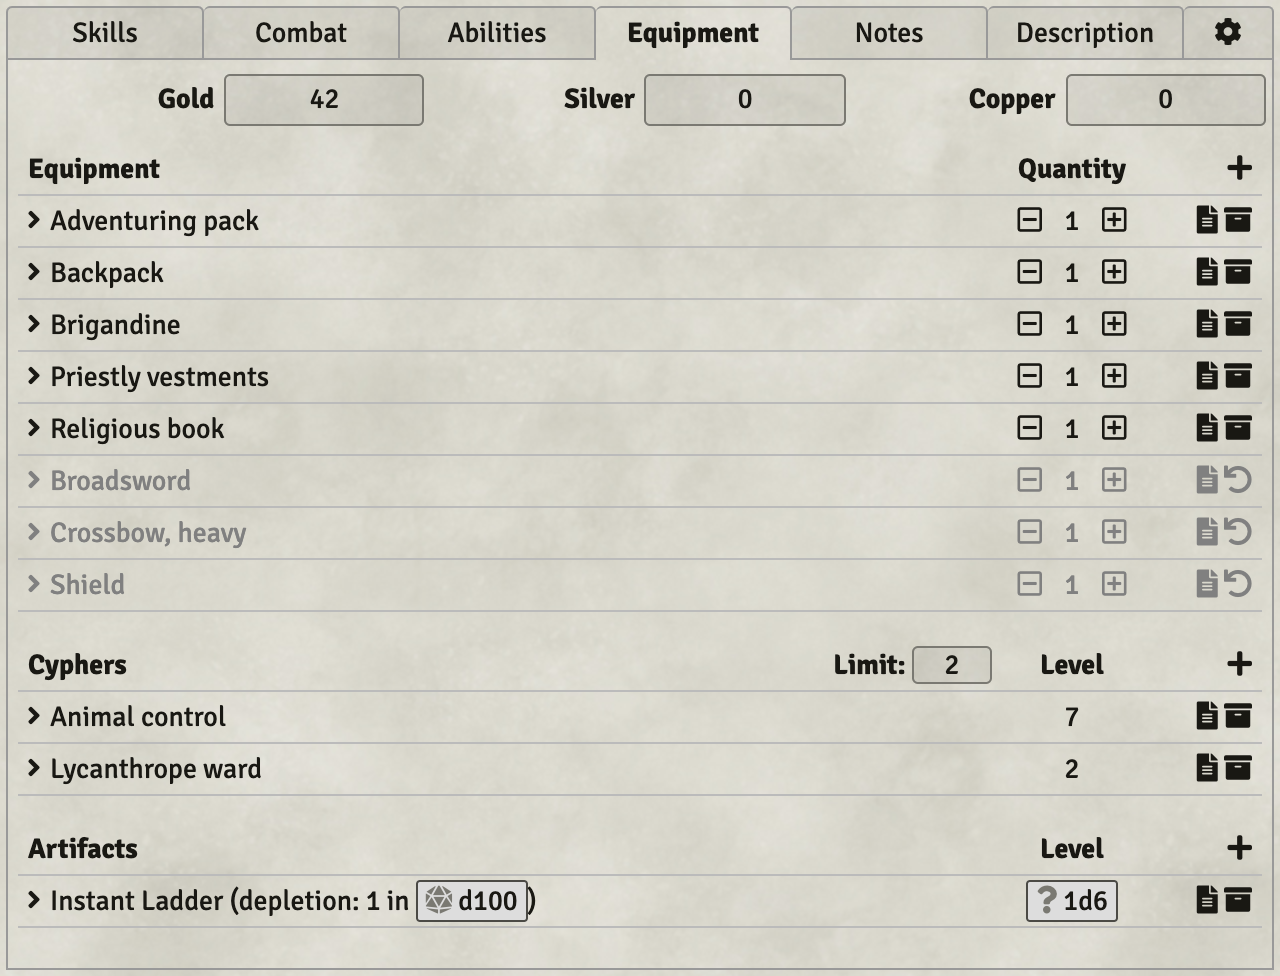 Skills Combat Abilities Equipment Notes Description
Gold 42 Silver 0 Copper 0
Equipment Quantity
Adventuring pack 1
Backpack 1
Brigandine 1
Priestly vestments 1
Religious book 1
Broadsword 1
Crossbow, heavy 1
Shield 1
Cyphers Limit: 2 Level
Animal control 7
Lycanthrope ward 2
Artifacts Level
Instant Ladder (depletion: 1 in d100) ? 1d6